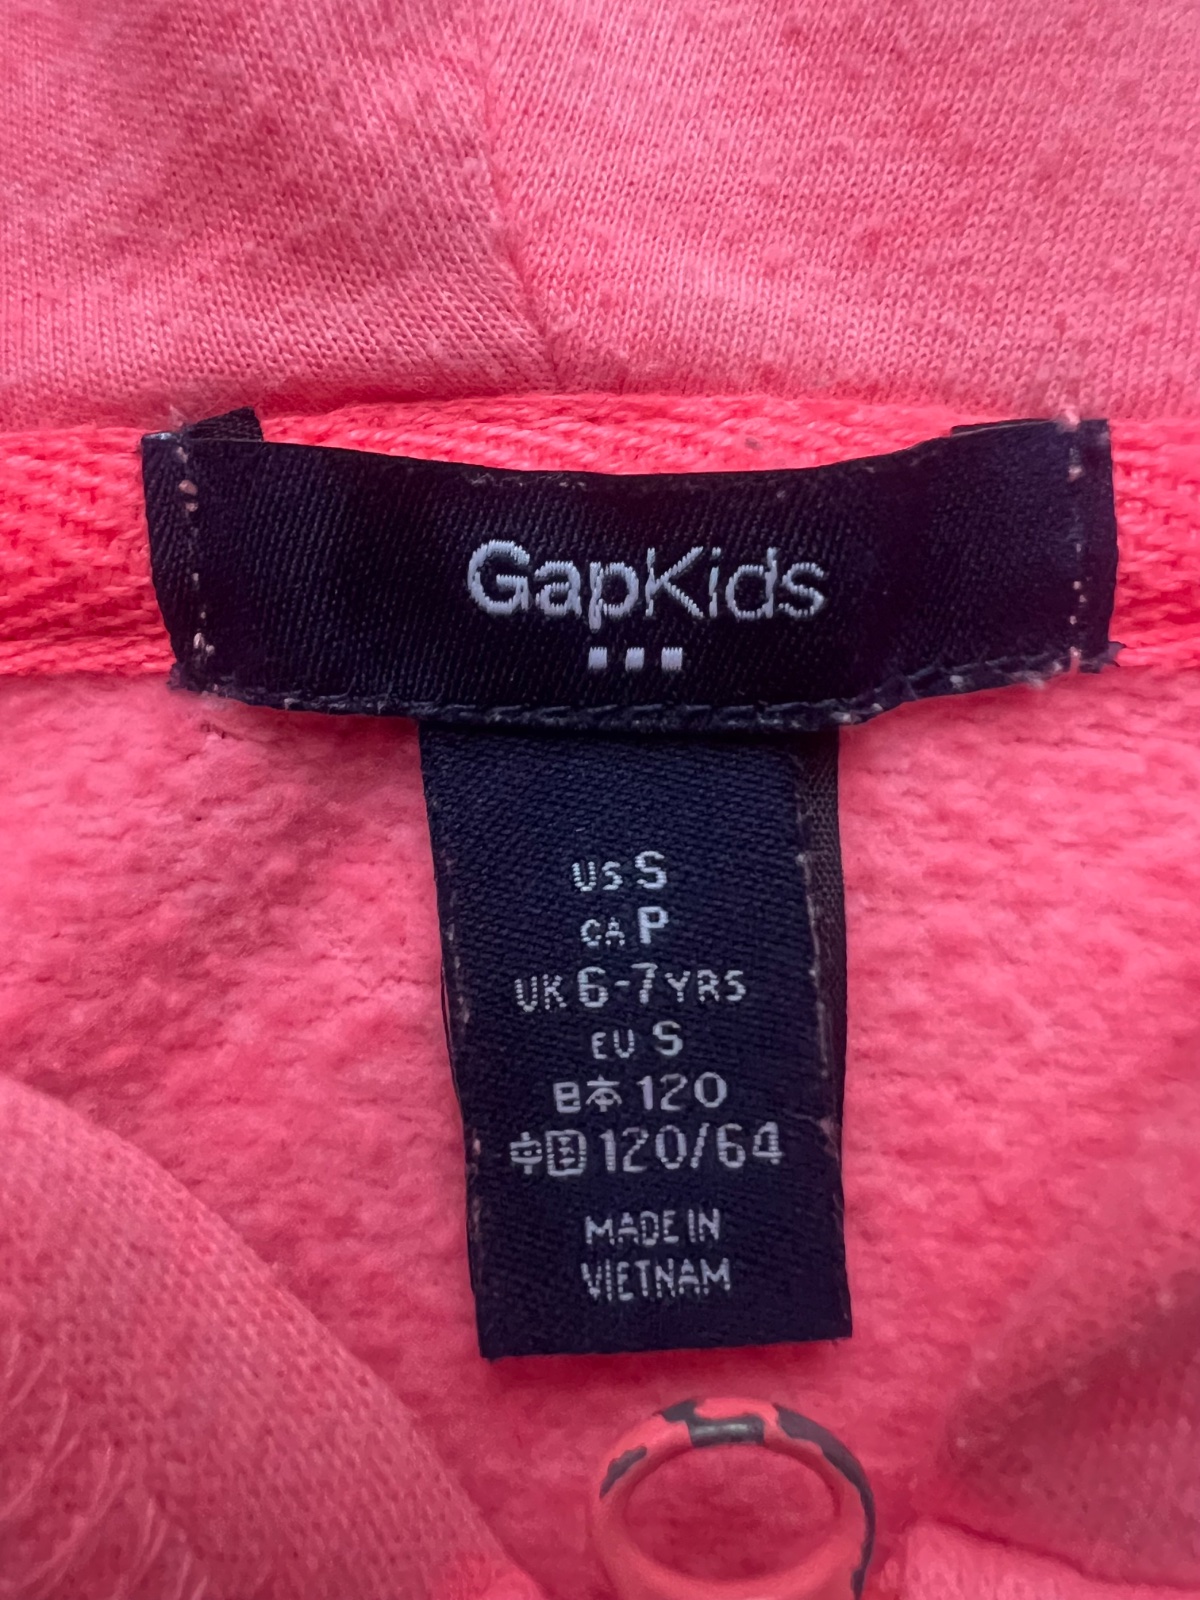 GapKids
US S
CA P
UK 6-7 YRS
EU S
日本 120
中国 120/64
MADE IN
VIETNAM